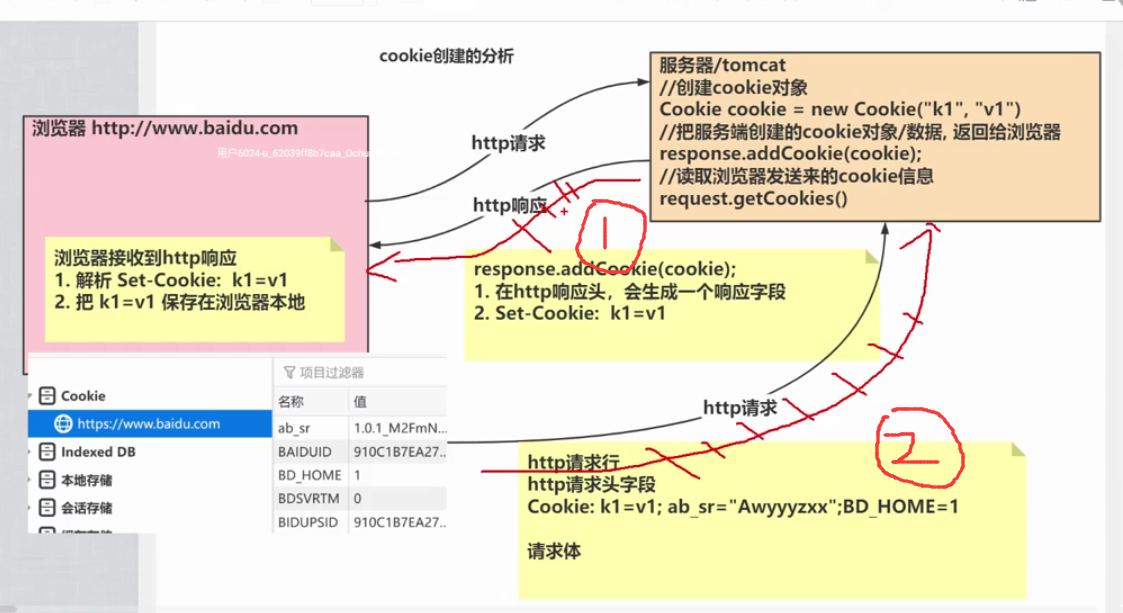 cookie创建的分析
浏览器 http://www.baidu.com
服务器/tomcat
//创建cookie对象
Cookie cookie = new Cookie("k1", "v1")
//把服务端创建的cookie对象/数据, 返回给浏览器
response.addCookie(cookie);
//读取浏览器发送来的cookie信息
request.getCookies()
http请求
http响应
1
浏览器接收到http响应
1. 解析 Set-Cookie: k1=v1
2. 把 k1=v1 保存在浏览器本地
response.addCookie(cookie);
1. 在http响应头，会生成一个响应字段
2. Set-Cookie: k1=v1
Cookie
https://www.baidu.com
Indexed DB
本地存储
会话存储
项目过滤器
名称 值
ab_sr 1.0.1_M2FmN...
BAIDUID 910C1B7EA27...
BD_HOME 1
BDSVRTM 0
BIDUPSID 910C1B7EA27...
http请求
2
http请求行
http请求头字段
Cookie: k1=v1; ab_sr="Awyyyzxx";BD_HOME=1
请求体